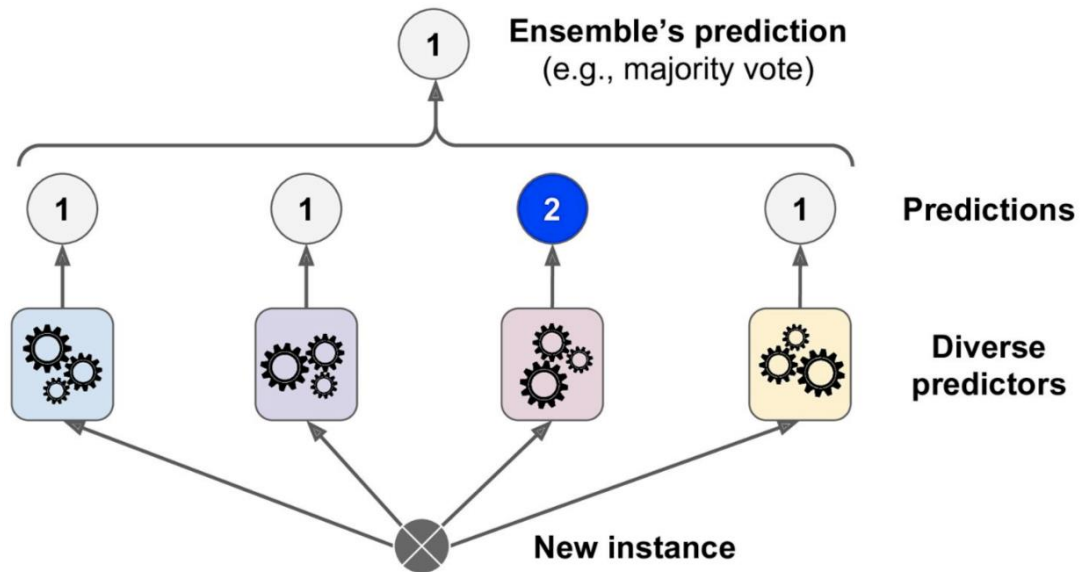 1
Ensemble’s prediction
(e.g., majority vote)
1
1
2
1
Predictions
Diverse
predictors
New instance